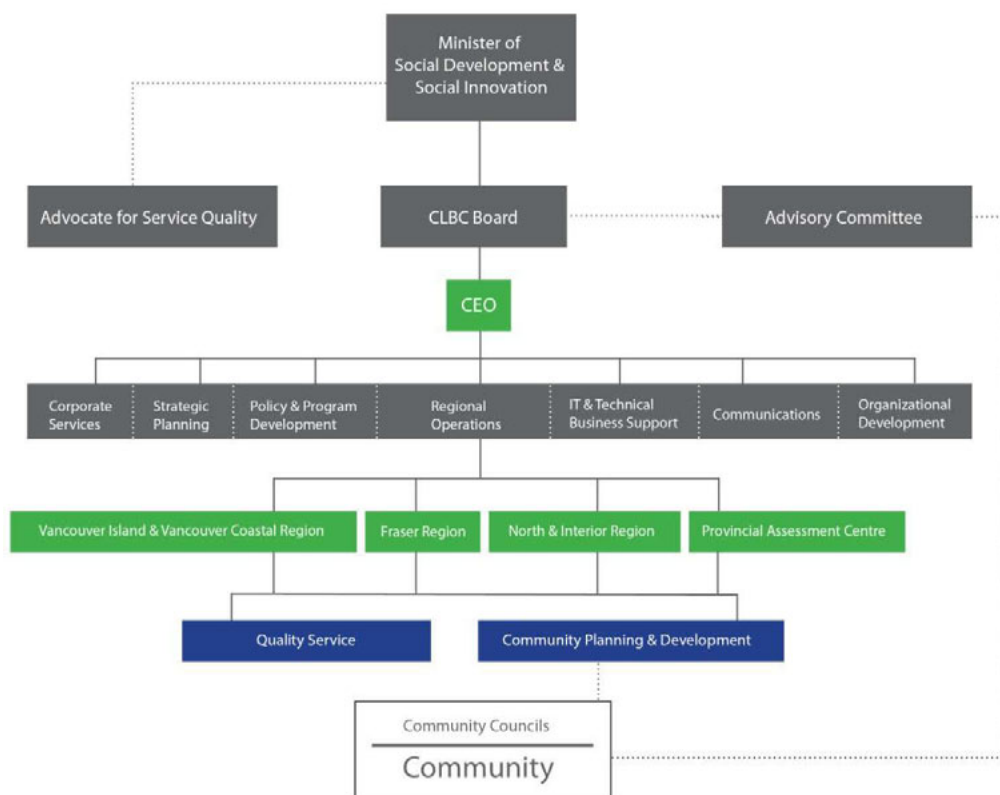 Minister of
Social Development &
Social Innovation
Advocate for Service Quality
CLBC Board
Advisory Committee
CEO
Corporate
Services
Strategic
Planning
Policy & Program
Development
Regional
Operations
IT & Technical
Business Support
Communications
Organizational
Development
Vancouver Island & Vancouver Coastal Region
Fraser Region
North & Interior Region
Provincial Assessment Centre
Quality Service
Community Planning & Development
Community Councils
Community